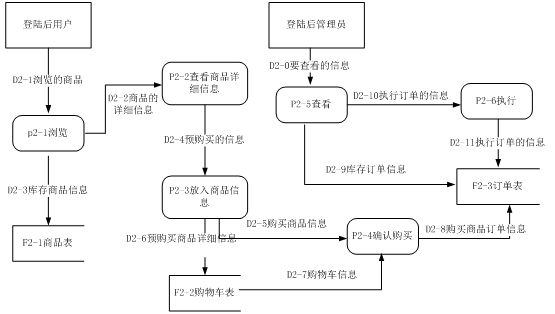 登陆后用户
登陆后管理员
D2-1浏览的商品
P2-2查看商品详
细信息
D2-0要查看的信息
D2-2商品的
详细信息
P2-5查看
D2-10执行订单的信息
P2-6执行
p2-1浏览
D2-4预购买的信息
D2-11执行订单的信息
D2-9库存订单信息
D2-3库存商品信息
P2-3放入商品信
息
F2-3订单表
D2-5购买商品信息
D2-6预购买商品详细信息
P2-4确认购买
D2-8购买商品订单信息
F2-1商品表
D2-7购物车信息
F2-2购物车表